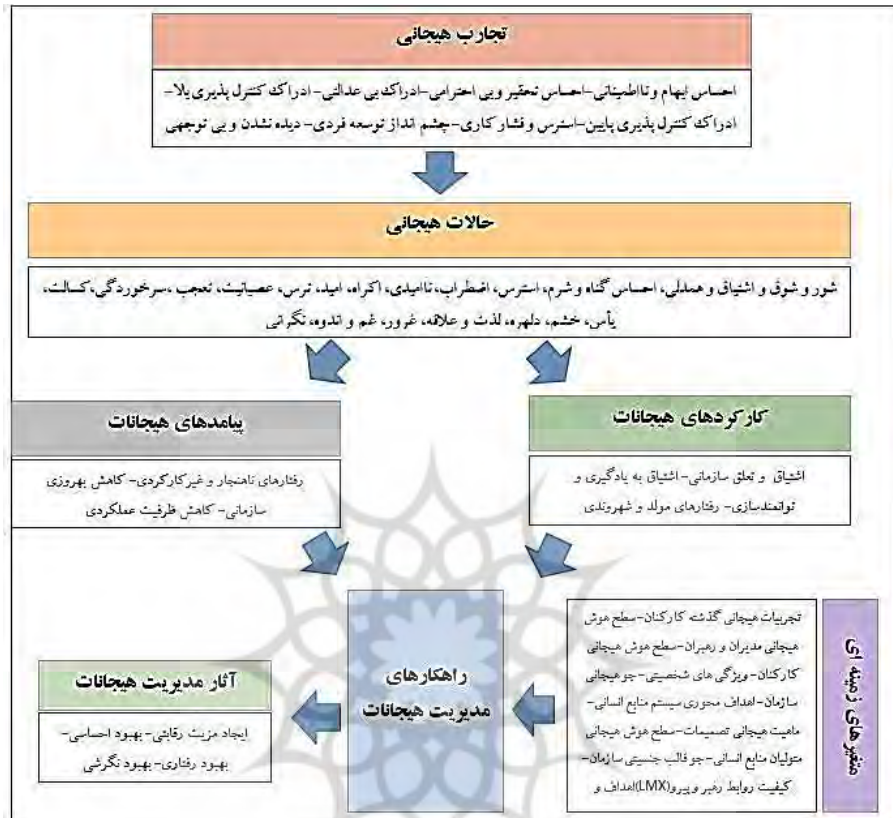 تجارب هیجانی
احساس ابهام و نااطمینانی-احساس تحقیر و بی احترامی-ادراک بی عدالتی- ادراک کنترل پذیری بالا-
ادراک کنترل پذیری پایین-استرس و فشار کاری-چشم انداز توسعه فردی- دیده نشدن و بی توجهی
حالات هیجانی
شور و شوق و اشتیاق و همدلی، احساس گناه و شرم، استرس، اضطراب، ناامیدی، اکراه، امید، ترس، عصبانیت، تعجب، سرخوردگی، کسالت،
یأس، خشم، دلهره، لذت و علاقه، غرور، غم و اندوه، نگرانی
کارکردهای هیجانات
اشتیاق و تعلق سازمانی- اشتیاق به یادگیری و
توانمندسازی- رفتارهای مولد و شهروندی
پیامدهای هیجانات
رفتارهای ناهنجار و غیرکارکردی- کاهش بهروزی
سازمانی- کاهش ظرفیت عملکردی
متغیرهای زمینه ای
تجربیات هیجانی گذشته کارکنان-سطح هوش
هیجانی مدیران و رهبران-سطح هوش هیجانی
کارکنان- ویژگی های شخصیتی- جو هیجانی
سازمان-اهداف محوری سیستم منابع انسانی-
ماهیت هیجانی تصمیمات-سطح هوش هیجانی
متولیان منابع انسانی-جو قالب جنسیتی سازمان-
کیفیت روابط رهبر و پیرو(LMX)اهداف و
راهکارهای
مدیریت هیجانات
آثار مدیریت هیجانات
ایجاد مزیت رقابتی- بهبود احساسی-
بهبود رفتاری- بهبود نگرشی